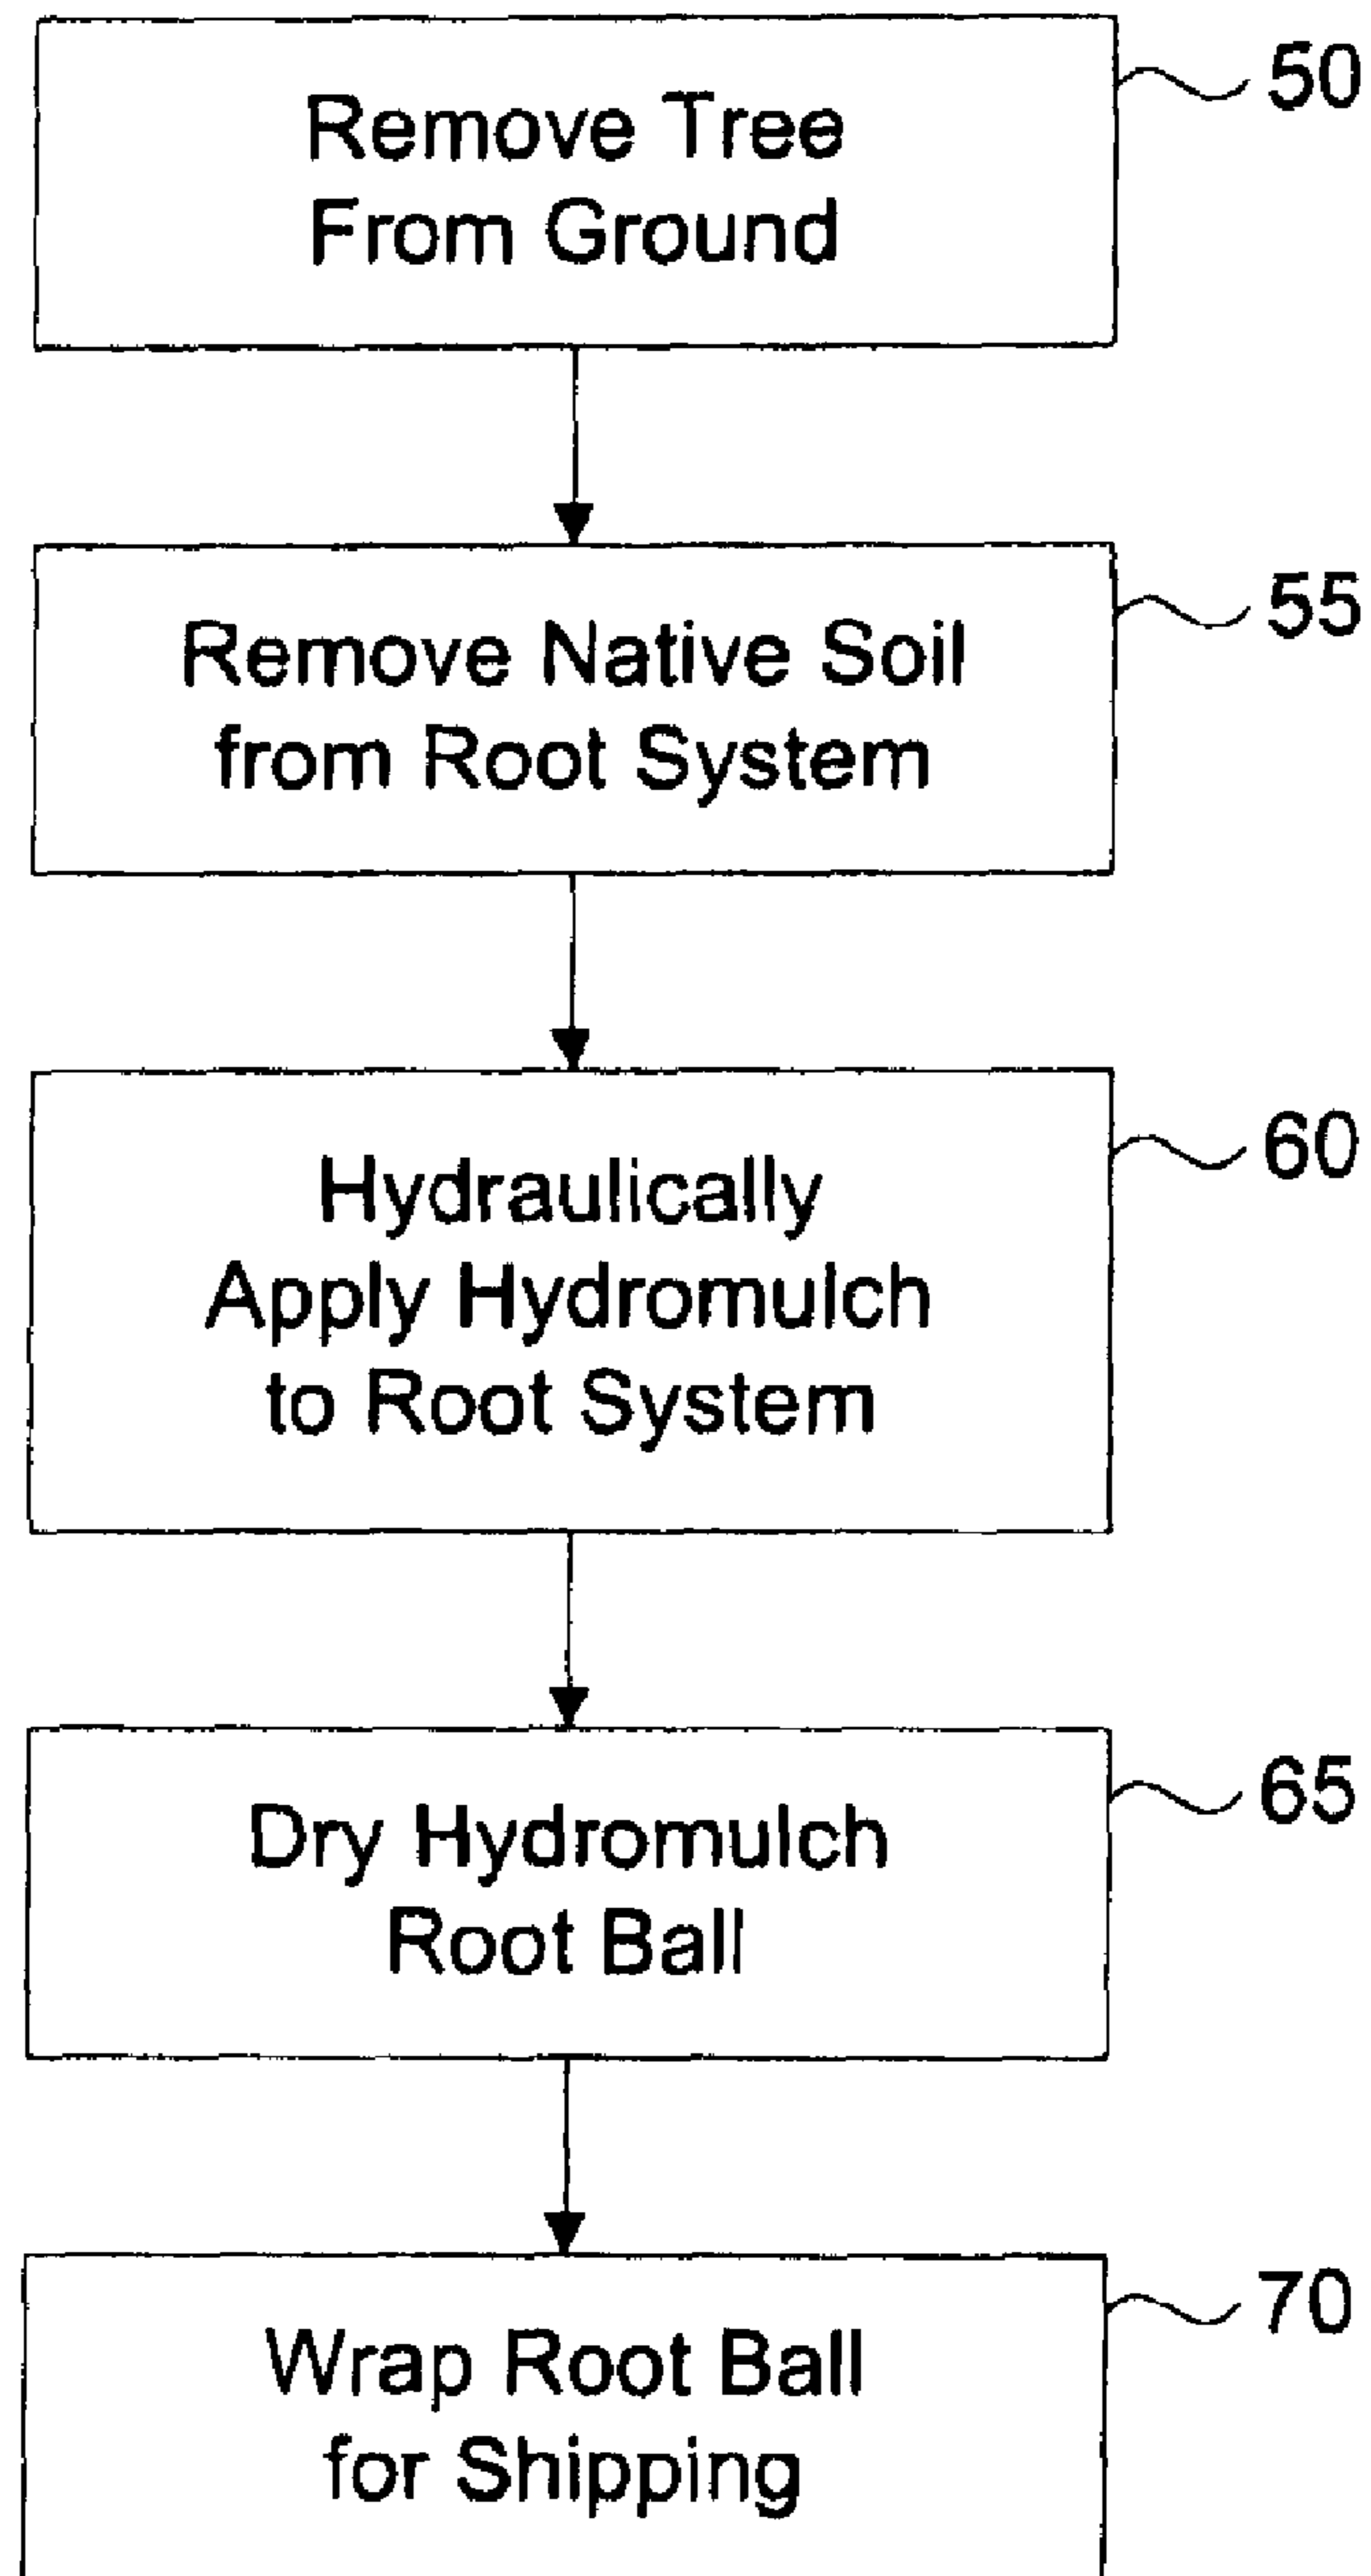 Remove Tree
From Ground
50
Remove Native Soil
from Root System
55
Hydraulically
Apply Hydromulch
to Root System
60
Dry Hydromulch
Root Ball
65
Wrap Root Ball
for Shipping
70